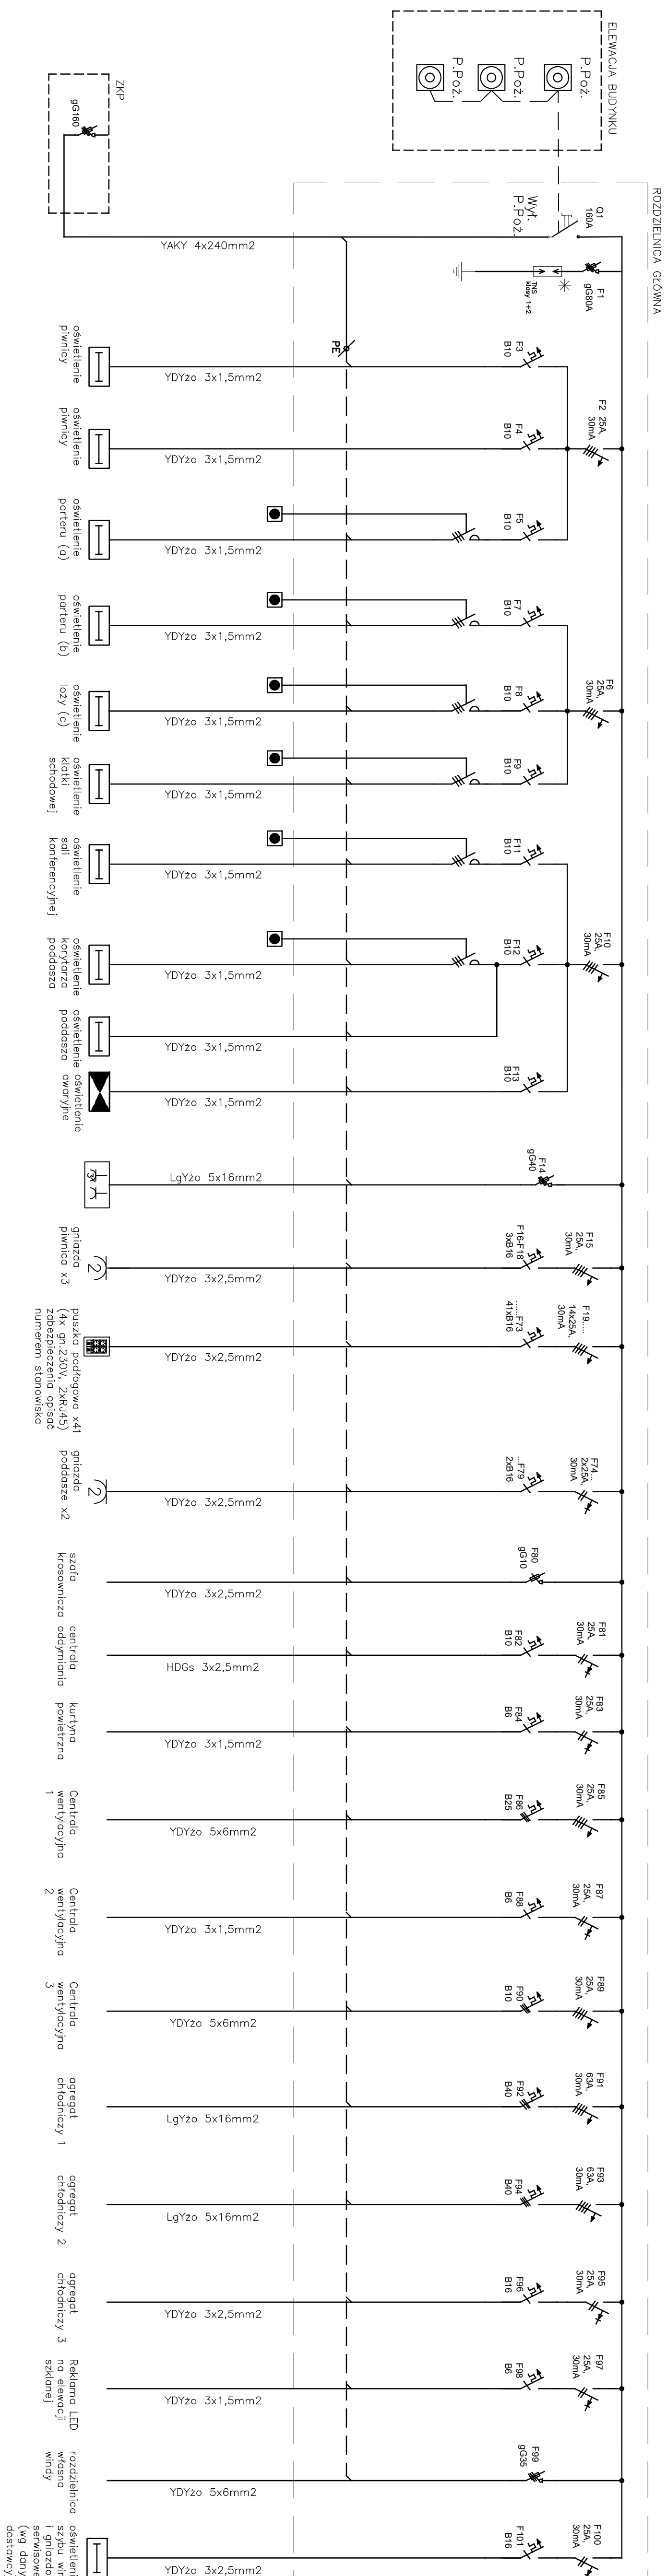 ELEWACJA BUDYNKU
P.Poż.
P.Poż.
P.Poż.
ZKP
gG160
YAKY 4x240mm2
ROZDZIELNICA GŁÓWNA
Q1
160A
Wył.
P.Poż.
F1
gG80A
TNS
klasy 1+2
PE
F2 25A,
30mA
F3
B10
YDYżo 3x1,5mm2
oświetlenie
piwnicy
F4
B10
YDYżo 3x1,5mm2
oświetlenie
piwnicy
F5
B10
YDYżo 3x1,5mm2
oświetlenie
parteru (a)
F6
25A,
30mA
F7
B10
YDYżo 3x1,5mm2
oświetlenie
parteru (b)
F8
B10
YDYżo 3x1,5mm2
oświetlenie
loży (c)
F9
B10
YDYżo 3x1,5mm2
oświetlenie
klatki
schodowej
F10
25A,
30mA
F11
B10
YDYżo 3x1,5mm2
oświetlenie
sali
konferencyjnej
F12
B10
YDYżo 3x1,5mm2
oświetlenie
korytarza
poddasza
YDYżo 3x1,5mm2
oświetlenie
poddasza
F13
B10
YDYżo 3x1,5mm2
oświetlenie
awaryjne
F14
gG40
LgYżo 5x16mm2
F15
25A,
30mA
F16-F18
3xB16
YDYżo 3x2,5mm2
2
gniazda
piwnica x3
F19.....
14x25A,
30mA
.......F73
41xB16
YDYżo 3x2,5mm2
puszka podłogowa x41
(4x gn.230V, 2xRJ45)
zabezpieczenia opisać
numerem stanowiska
F74...
2x25A,
30mA
...F79
2xB16
YDYżo 3x2,5mm2
2
gniazda
poddasze x2
F80
gG10
YDYżo 3x2,5mm2
szafa
krosownicza
F81
25A,
30mA
F82
B10
HDGs 3x2,5mm2
centrala
oddymiania
F83
25A,
30mA
F84
B6
YDYżo 3x1,5mm2
kurtyna
powietrzna
F85
25A,
30mA
F86
B25
YDYżo 5x6mm2
Centrala
wentylacyjna
1
F87
25A,
30mA
F88
B6
YDYżo 3x1,5mm2
Centrala
wentylacyjna
2
F89
25A,
30mA
F90
B10
YDYżo 5x6mm2
Centrala
wentylacyjna
3
F91
63A,
30mA
F92
B40
LgYżo 5x16mm2
agregat
chłodniczy 1
F93
63A,
30mA
F94
B40
LgYżo 5x16mm2
agregat
chłodniczy 2
F95
25A,
30mA
F96
B16
YDYżo 3x2,5mm2
agregat
chłodniczy 3
F97
25A,
30mA
F98
B6
YDYżo 3x1,5mm2
Reklama LED
na elewacji
szklanej
F99
gG35
YDYżo 5x6mm2
rozdzielnica
własna
windy
F100
25A,
30mA
F101
B16
YDYżo 3x2,5mm2
szybu
i gniazdo
(wg
dostawcy